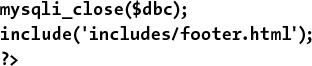 mysqli_close($dbc);
include('includes/footer.html');
?>